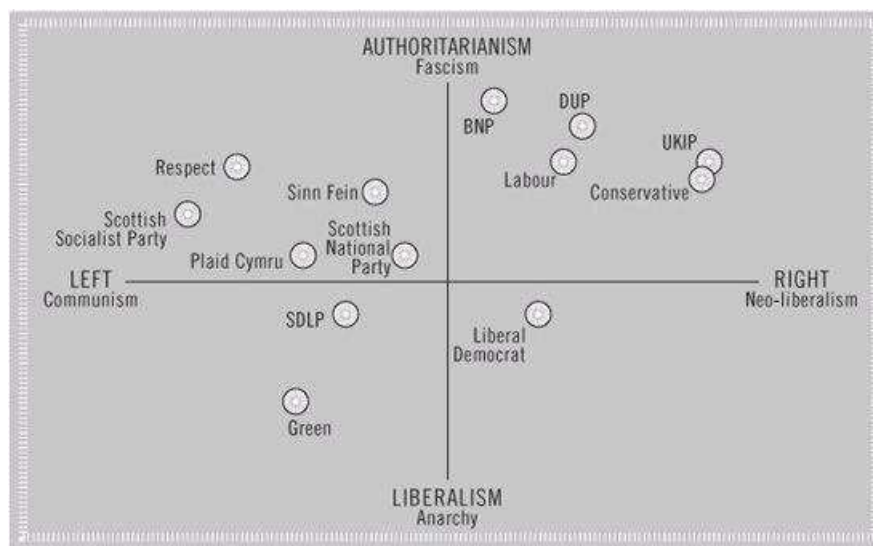 AUTHORITARIANISM
Fascism
BNP
DUP
UKIP
Labour
Conservative
Respect
Sinn Fein
Scottish
Socialist Party
Scottish
National
Party
Plaid Cymru
LEFT
Communism
RIGHT
Neo-liberalism
SDLP
Liberal
Democrat
Green
LIBERALISM
Anarchy